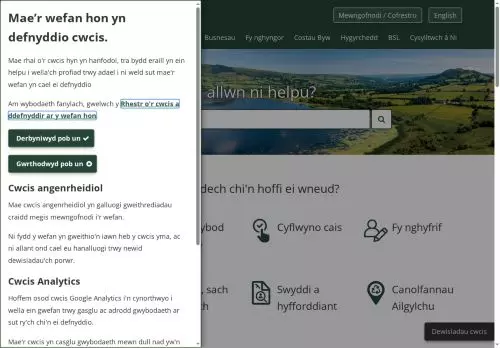 Mae'r wefan hon yn
defnyddio cwcis.
Mae rhai o'r cwcis hyn yn hanfodol, tra bydd eraill yn ein
helpu i wella'ch profiad trwy adael i ni weld sut mae'r
wefan yn cael ei defnyddio
Am wybodaeth fanylach, gwelwch y Rhestr o'r cwcis a
ddefnyddir ar y wefan hon
Derbyniwyd pob un
Gwrthodwyd pob un
Cwcis angenrheidiol
Mae cwcis angenrheidiol yn galluogi gweithrediadau
craidd megis mewngofnodi i'r wefan.
Ni fydd y wefan yn gweithio'n iawn heb y cwcis yma, ac
ni allant ond cael eu hanalluogi trwy newid
dewisiadau'ch porwr.
Cwcis Analytics
Hoffem osod cwcis Google Analytics i'n cynorthwyo i
wella ein gwefan trwy gasglu ac adrodd gwybodaeth ar
sut ry'ch chi'n ei defnyddio.
Mae'r cwcis yn casglu gwybodaeth mewn dull nad yw'n
Mewngofnodi / Cofrestru
English
Busnesau
Fy nghyngor
Costau Byw
Hygyrchedd
BSL
Cysylltwch â Ni
allwn ni helpu?
dech chi'n hoffi ei wneud?
ybod
Cyflwyno cais
Fy nghyfrif
, sach
h
Swyddi a
hyfforddiant
Canolfannau
Ailgylchu
Dewisiadau cwcis